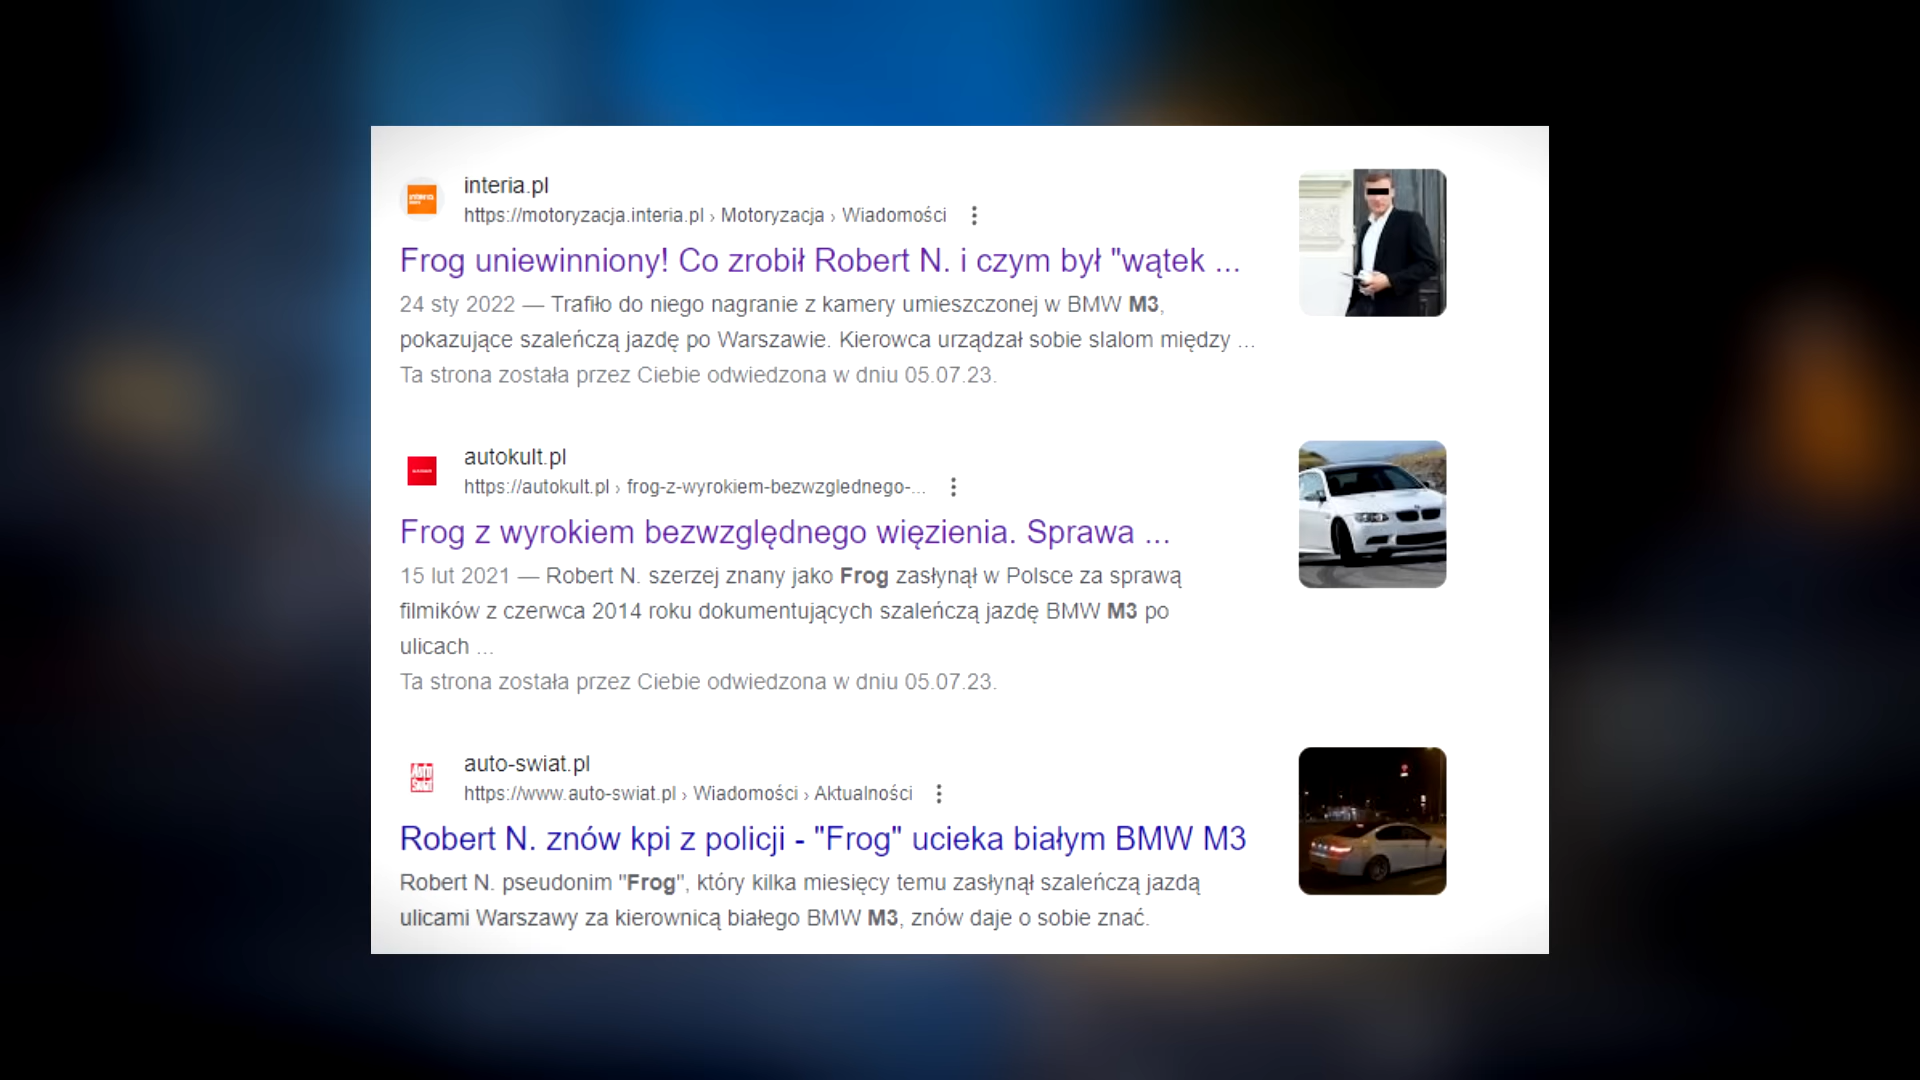 interia.pl
https://motoryzacja.interia.pl › Motoryzacja › Wiadomości
Frog uniewinniony! Co zrobił Robert N. i czym był "wątek ...
24 sty 2022 — Trafiło do niego nagranie z kamery umieszczonej w BMW M3,
pokazujące szaleńczą jazdę po Warszawie. Kierowca urządzał sobie slalom między ...
Ta strona została przez Ciebie odwiedzona w dniu 05.07.23.
autokult.pl
https://autokult.pl › frog-z-wyrokiem-bezwzglednego-...
Frog z wyrokiem bezwzględnego więzienia. Sprawa ...
15 lut 2021 — Robert N. szerzej znany jako Frog zasłynął w Polsce za sprawą
filmików z czerwca 2014 roku dokumentujących szaleńczą jazdę BMW M3 po
ulicach ...
Ta strona została przez Ciebie odwiedzona w dniu 05.07.23.
AUTO ŚWIAT
auto-swiat.pl
https://www.auto-swiat.pl › Wiadomości › Aktualności
Robert N. znów kpi z policji - "Frog" ucieka białym BMW M3
Robert N. pseudonim "Frog", który kilka miesięcy temu zasłynął szaleńczą jazdą
ulicami Warszawy za kierownicą białego BMW M3, znów daje o sobie znać.